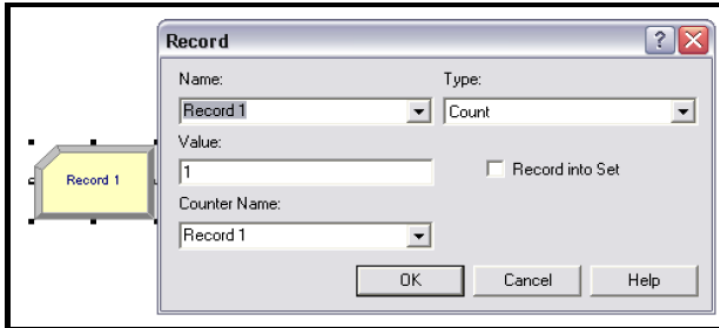 Record
?
Name:
Type:
Record 1
Count
Value:
1
Record into Set
Counter Name:
Record 1
OK
Cancel
Help
Record 1